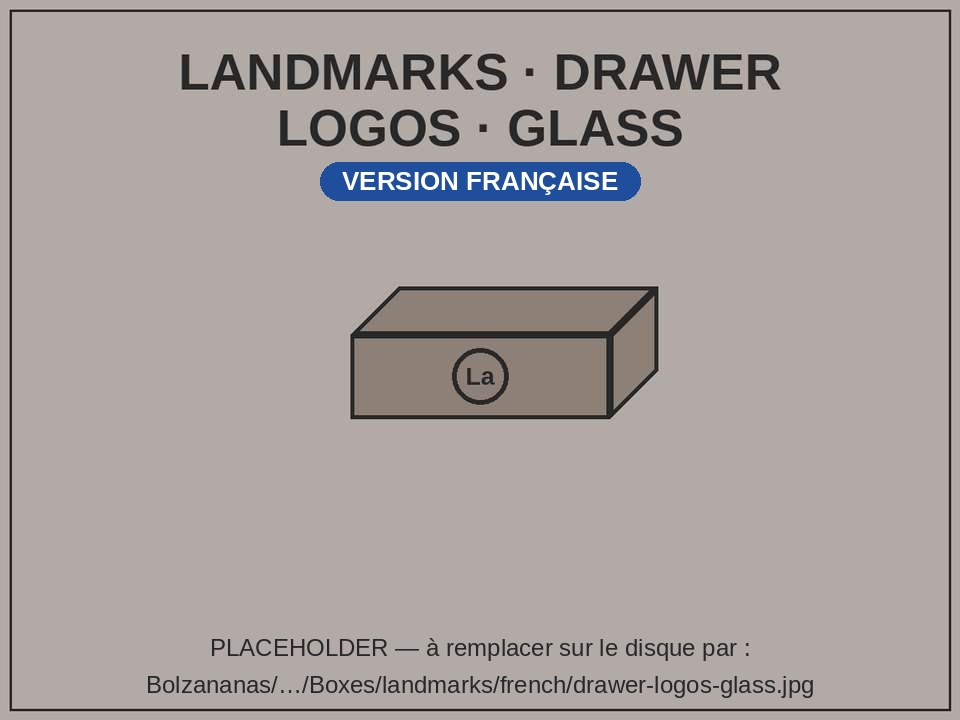 LANDMARKS · DRAWER
LOGOS · GLASS
VERSION FRANÇAISE
La
PLACEHOLDER — à remplacer sur le disque par :
Bolzananas/…/Boxes/landmarks/french/drawer-logos-glass.jpg